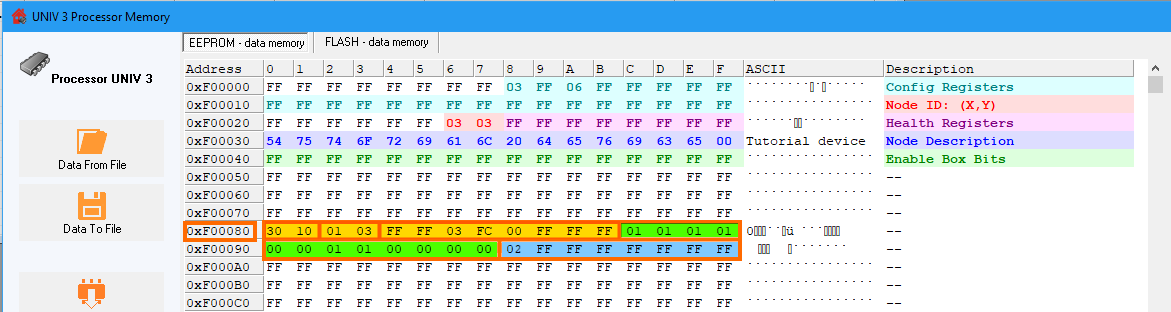 UNIV 3 Processor Memory
EEPROM - data memory FLASH - data memory
Processor UNIV 3
Data From File
Data To File
Address 0 1 2 3 4 5 6 7 8 9 A B C D E F ASCII Description
0xF00000 FF FF FF FF FF FF FF FF 03 FF 06 FF FF FF FF FF Config Registers
0xF00010 FF FF FF FF FF FF FF FF FF FF FF FF FF FF FF FF Node ID: (X,Y)
0xF00020 FF FF FF FF FF FF 03 03 FF FF FF FF FF FF FF FF Health Registers
0xF00030 54 75 74 6F 72 69 61 6C 20 64 65 76 69 63 65 00 Tutorial device Node Description
0xF00040 FF FF FF FF FF FF FF FF FF FF FF FF FF FF FF FF Enable Box Bits
0xF00050 FF FF FF FF FF FF FF FF FF FF FF FF FF FF FF FF --
0xF00060 FF FF FF FF FF FF FF FF FF FF FF FF FF FF FF FF --
0xF00070 FF FF FF FF FF FF FF FF FF FF FF FF FF FF FF FF --
0xF00080 30 10 01 03 FF FF 03 FC 00 FF FF FF 01 01 01 01 0 ü --
0xF00090 00 00 01 01 00 00 00 00 02 FF FF FF FF FF FF FF --
0xF000A0 FF FF FF FF FF FF FF FF FF FF FF FF FF FF FF FF --
0xF000B0 FF FF FF FF FF FF FF FF FF FF FF FF FF FF FF FF --
0xF000C0 FF FF FF FF FF FF FF FF FF FF FF FF FF FF FF FF --